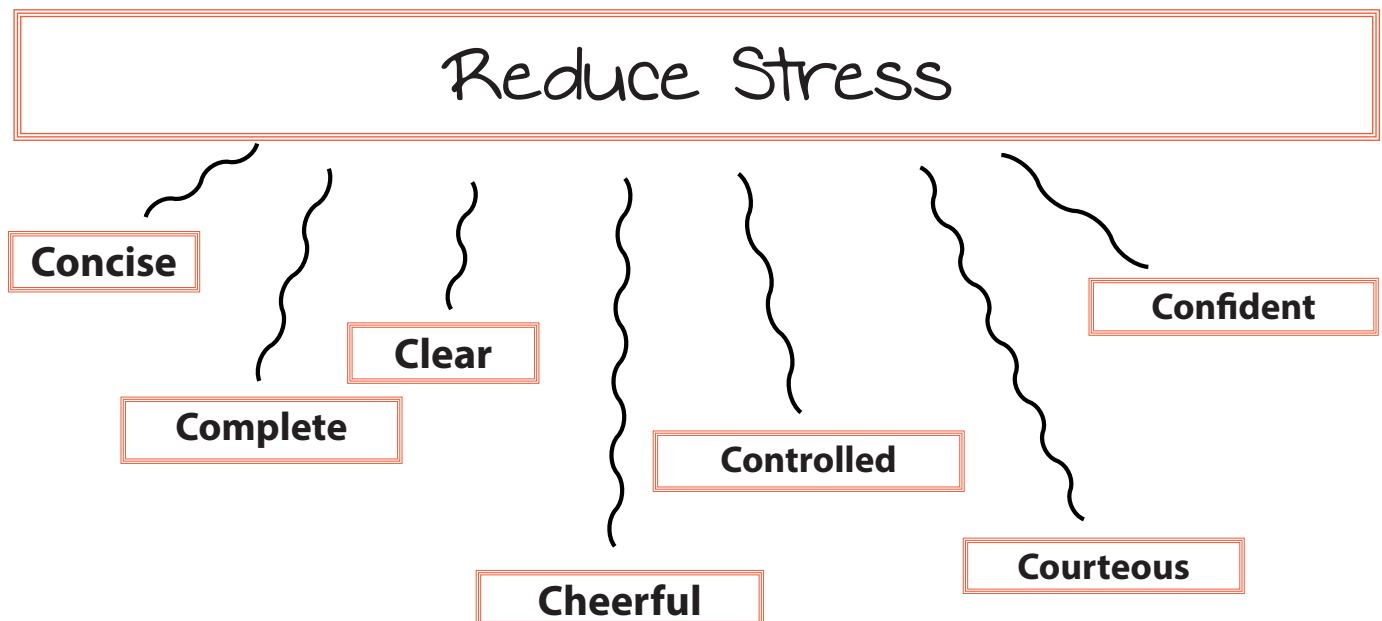 Reduce Stress
Concise
Confident
Clear
Complete
Controlled
Courteous
Cheerful